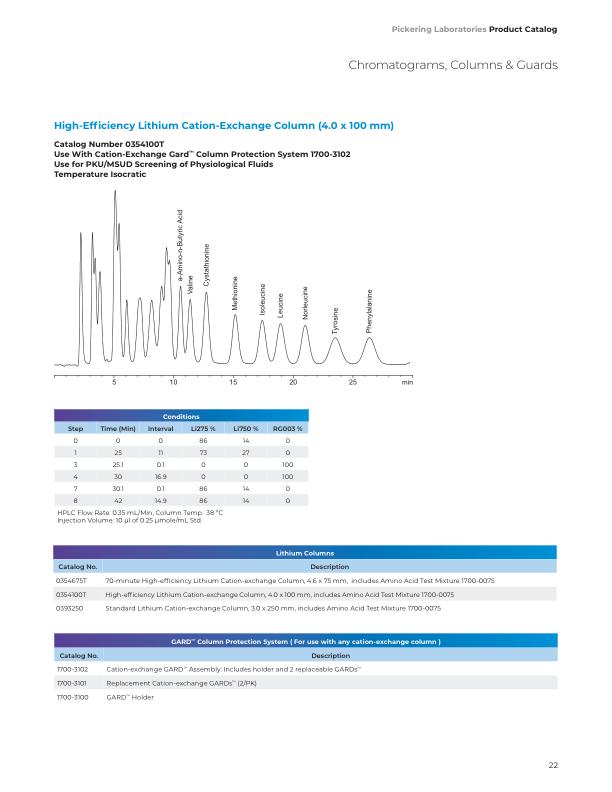 Pickering Laboratories Product Catalog
Chromatograms, Columns & Guards
High-Efficiency Lithium Cation-Exchange Column (4.0 x 100 mm)
Catalog Number 0354100T
Use With Cation-Exchange Gard™ Column Protection System 1700-3102
Use for PKU/MSUD Screening of Physiological Fluids
Temperature Isocratic
a-Amino-n-Butyric Acid
Valine
Cystathionine
Methionine
Isoleucine
Leucine
Norleucine
Tyrosine
Phenylalanine
5 10 15 20 25 min
Conditions
Step Time (Min) Interval Li275 % Li750 % RG003 %
0 0 0 86 14 0
1 25 11 73 27 0
3 25.1 0.1 0 0 100
4 30 16.9 0 0 100
7 30.1 0.1 86 14 0
8 42 14.9 86 14 0
HPLC Flow Rate: 0.35 mL/Min, Column Temp.: 38 °C
Injection Volume: 10 µl of 0.25 µmole/mL Std.
Lithium Columns
Catalog No. Description
0354675T 70-minute High-efficiency Lithium Cation-exchange Column, 4.6 x 75 mm, includes Amino Acid Test Mixture 1700-0075
0354100T High-efficiency Lithium Cation-exchange Column, 4.0 x 100 mm, includes Amino Acid Test Mixture 1700-0075
0393250 Standard Lithium Cation-exchange Column, 3.0 x 250 mm, includes Amino Acid Test Mixture 1700-0075
GARD™ Column Protection System ( For use with any cation-exchange column )
Catalog No. Description
1700-3102 Cation-exchange GARD™ Assembly: Includes holder and 2 replaceable GARDs™
1700-3101 Replacement Cation-exchange GARDs™ (2/PK)
1700-3100 GARD™ Holder
22